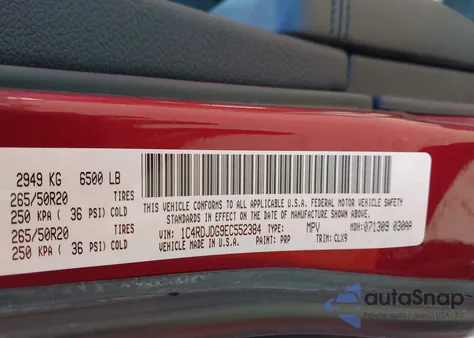 2949 KG 6500 LB
265/50R20 TIRES
250 KPA ( 36 PSI) COLD
265/50R20 TIRES
250 KPA ( 36 PSI) COLD
THIS VEHICLE CONFORMS TO ALL APPLICABLE U.S.A. FEDERAL MOTOR VEHICLE SAFETY
STANDARDS IN EFFECT ON THE DATE OF MANUFACTURE SHOWN ABOVE.
VIN: 1C4RDJDG9EC552384 TYPE: MPV MDH: 071309 030AA
MADE IN U.S.A. PAINT: PRP TRIM: CLX9
autoSnap